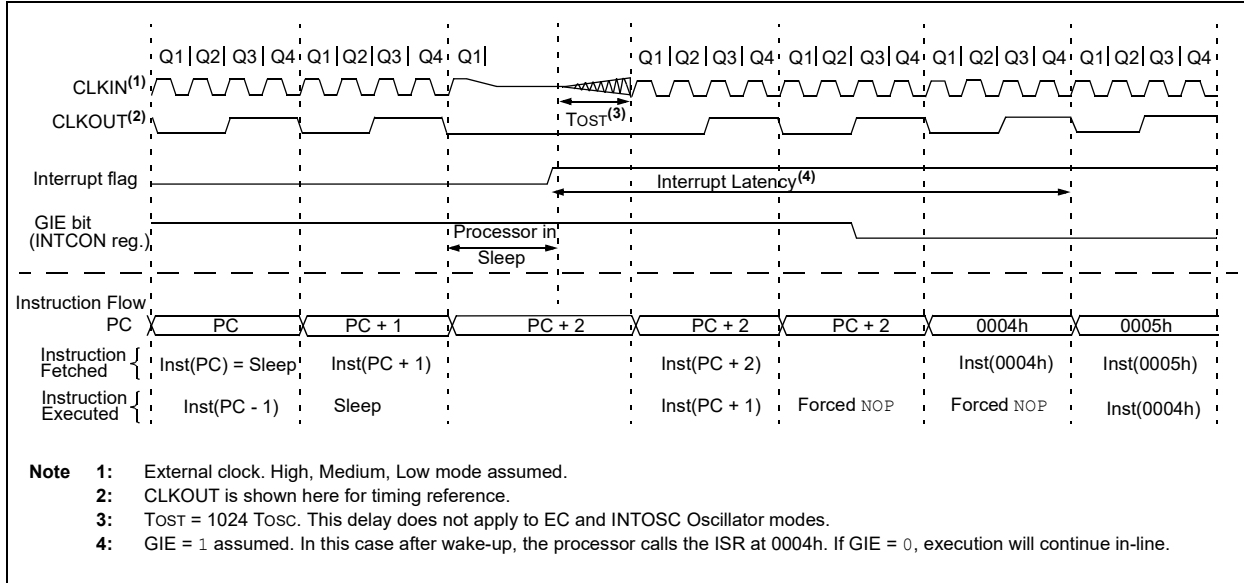 Q1 Q2 Q3 Q4 Q1 Q2 Q3 Q4 Q1 Q1 Q2 Q3 Q4 Q1 Q2 Q3 Q4 Q1 Q2 Q3 Q4 Q1 Q2 Q3 Q4
CLKIN(1)
TOST(3)
CLKOUT(2)
Interrupt flag
Interrupt Latency(4)
GIE bit
(INTCON reg.)
Processor in
Sleep
Instruction Flow
PC PC PC + 1 PC + 2 PC + 2 PC + 2 0004h 0005h
Instruction
Fetched
Inst(PC) = Sleep Inst(PC + 1) Inst(PC + 2) Inst(0004h) Inst(0005h)
Instruction
Executed
Inst(PC - 1) Sleep Inst(PC + 1) Forced NOP Forced NOP Inst(0004h)
Note 1: External clock. High, Medium, Low mode assumed.
2: CLKOUT is shown here for timing reference.
3: TOST = 1024 TOSC. This delay does not apply to EC and INTOSC Oscillator modes.
4: GIE = 1 assumed. In this case after wake-up, the processor calls the ISR at 0004h. If GIE = 0, execution will continue in-line.